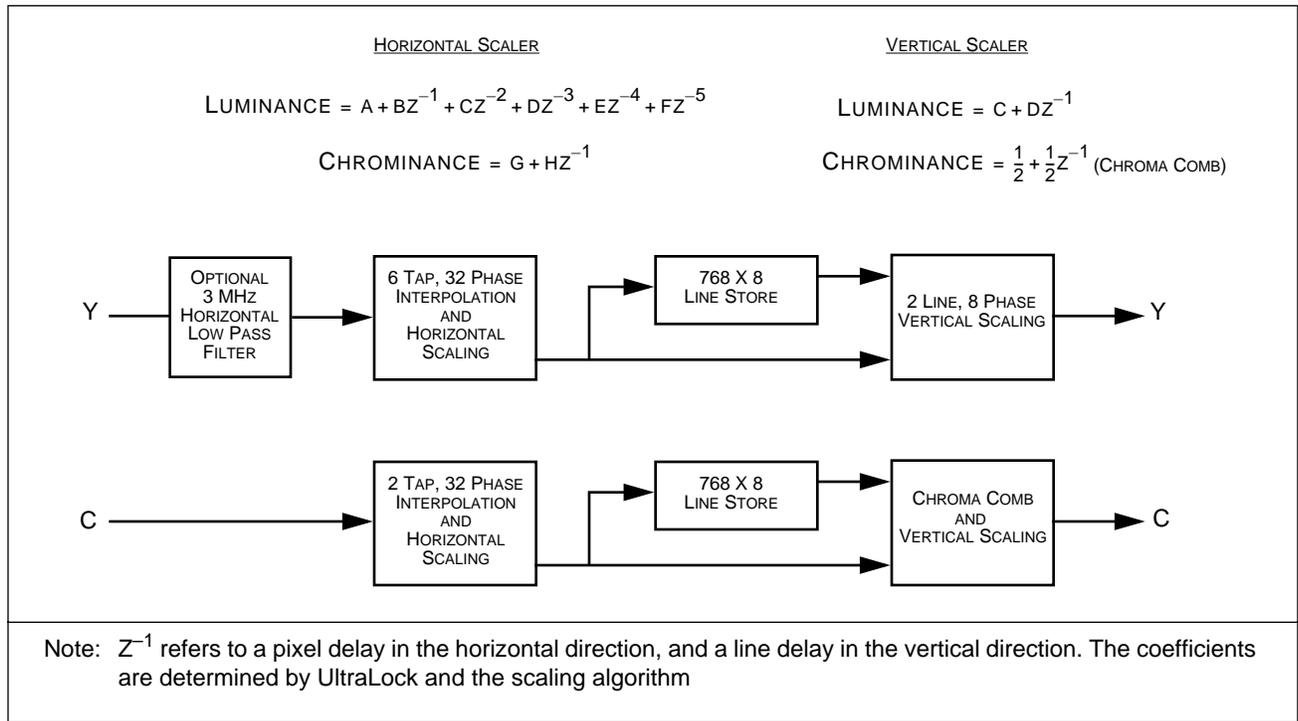 HORIZONTAL SCALER
VERTICAL SCALER
LUMINANCE = A + BZ⁻¹ + CZ⁻² + DZ⁻³ + EZ⁻⁴ + FZ⁻⁵
LUMINANCE = C + DZ⁻¹
CHROMINANCE = G + HZ⁻¹
CHROMINANCE = 1/2 + 1/2 Z⁻¹ (CHROMA COMB)
Y
OPTIONAL
3 MHZ
HORIZONTAL
LOW PASS
FILTER
6 TAP, 32 PHASE
INTERPOLATION
AND
HORIZONTAL
SCALING
768 X 8
LINE STORE
2 LINE, 8 PHASE
VERTICAL SCALING
Y
C
2 TAP, 32 PHASE
INTERPOLATION
AND
HORIZONTAL
SCALING
768 X 8
LINE STORE
CHROMA COMB
AND
VERTICAL SCALING
C
Note: Z⁻¹ refers to a pixel delay in the horizontal direction, and a line delay in the vertical direction. The coefficients
are determined by UltraLock and the scaling algorithm